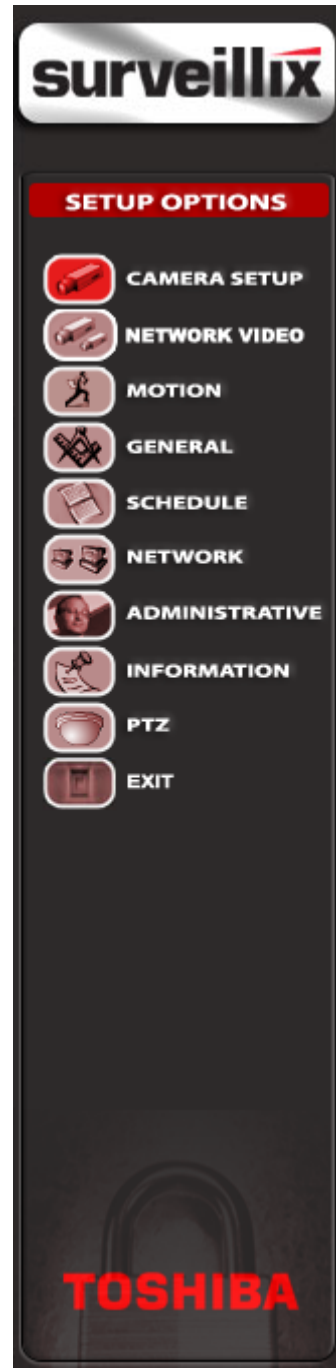 surveillix
SETUP OPTIONS
CAMERA SETUP
NETWORK VIDEO
MOTION
GENERAL
SCHEDULE
NETWORK
ADMINISTRATIVE
INFORMATION
PTZ
EXIT
TOSHIBA